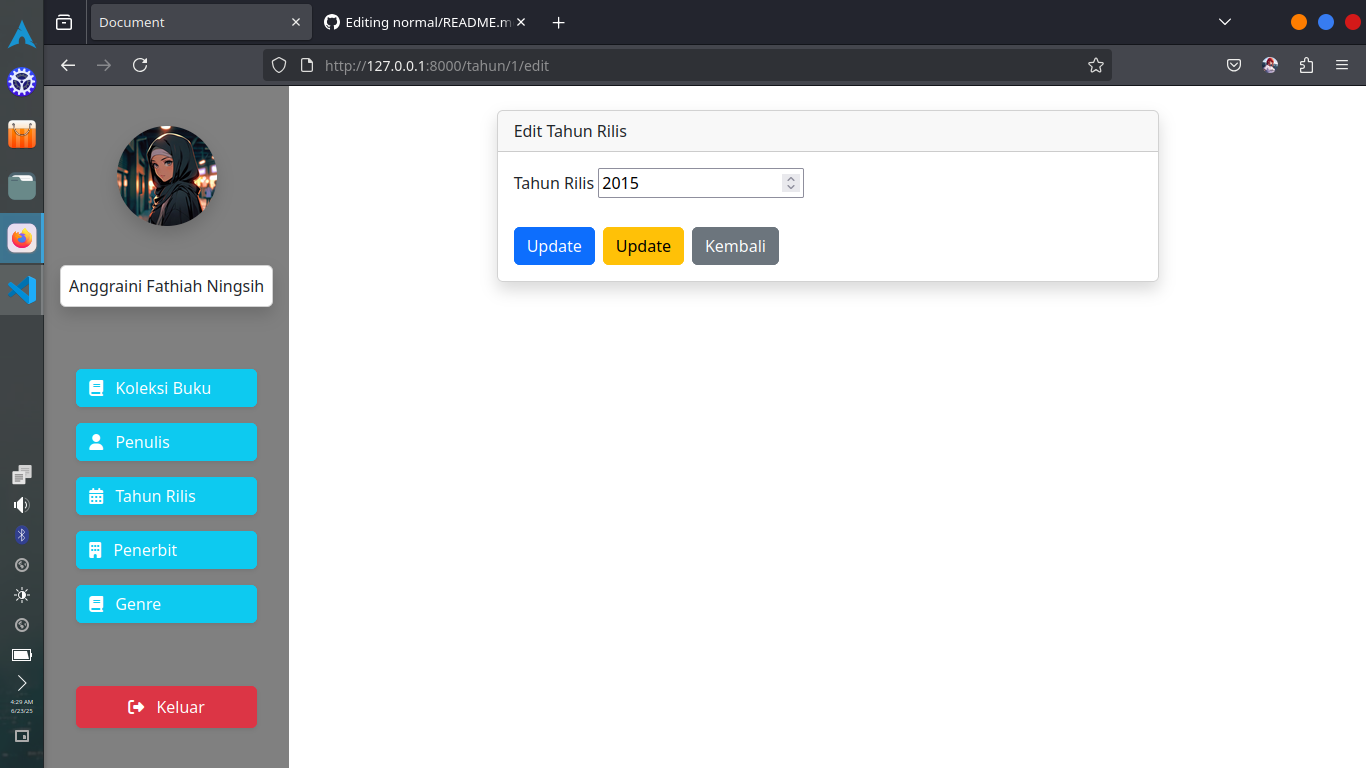 Document
Editing normal/README.m
http://127.0.0.1:8000/tahun/1/edit
Anggraini Fathiah Ningsih
Koleksi Buku
Penulis
Tahun Rilis
Penerbit
Genre
Keluar
Edit Tahun Rilis
Tahun Rilis 2015
Update Update Kembali
4:29 AM
6/23/25